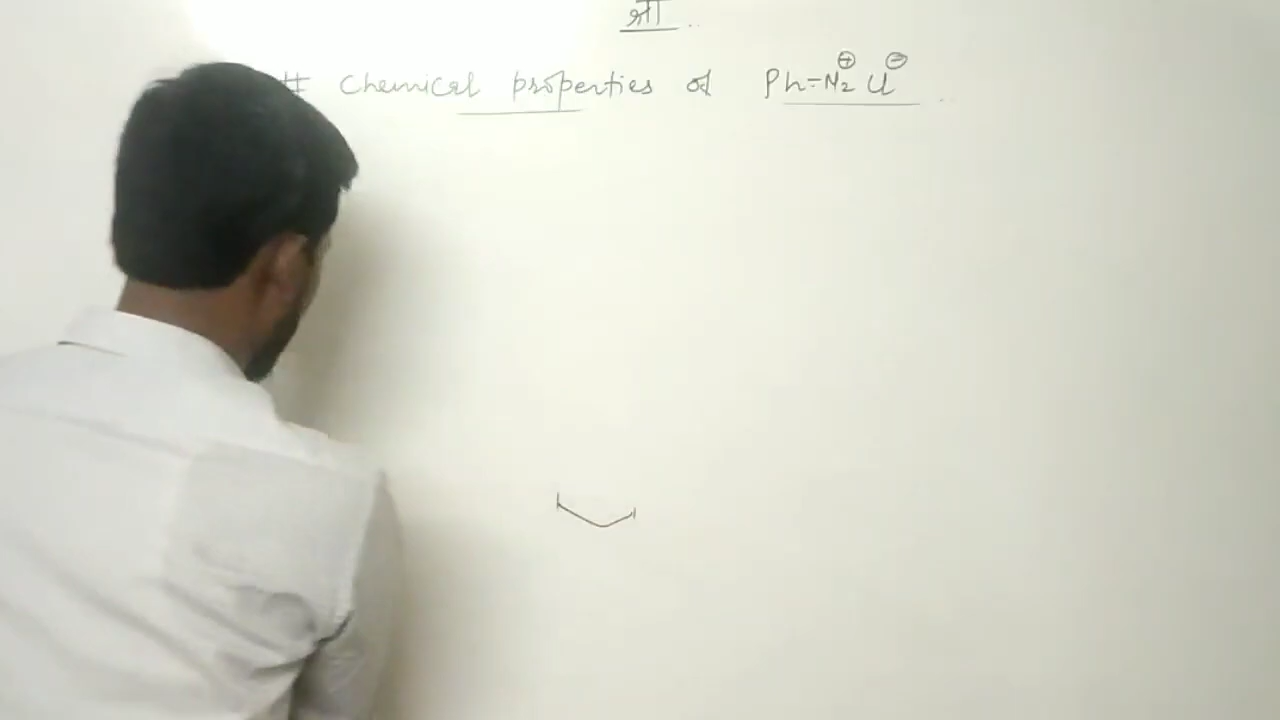 श्री
# Chemical properties of Ph-N₂⊕ Cl⊖